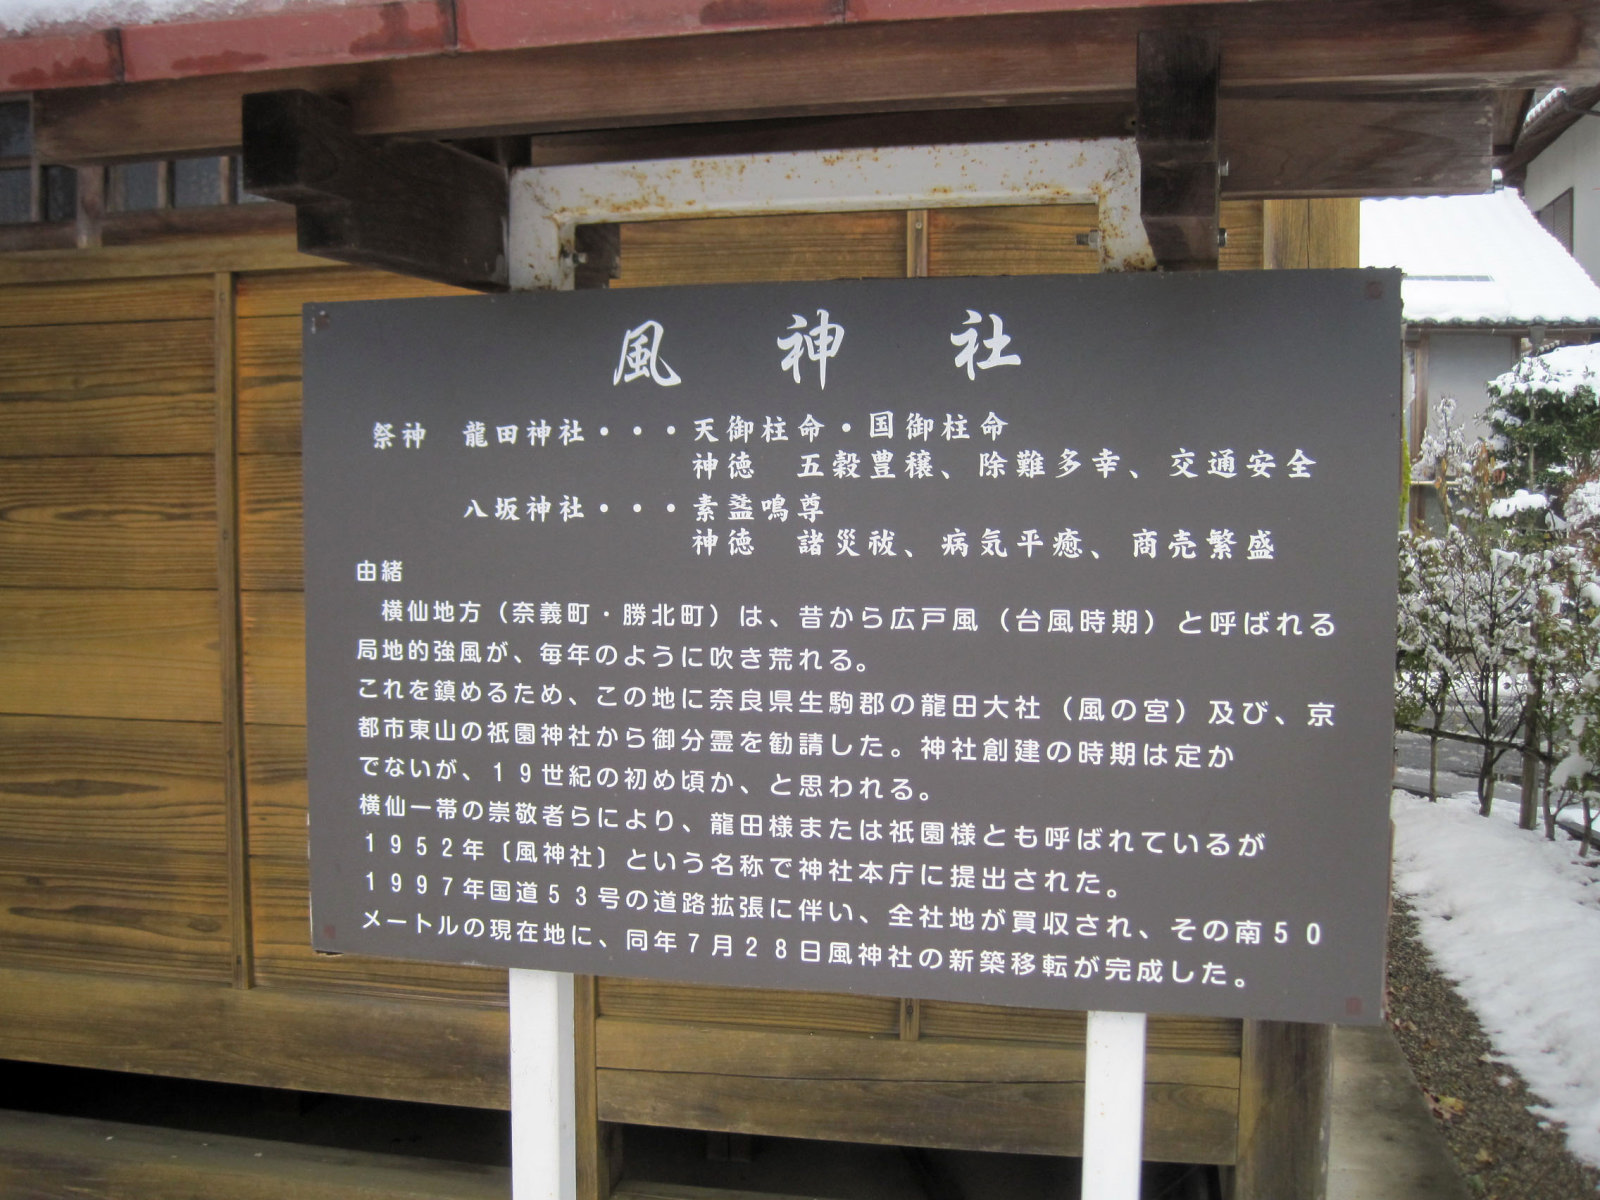 風神社
祭神　龍田神社・・・天御柱命・国御柱命
神徳　五穀豊穣、除難多幸、交通安全
八坂神社・・・素盞鳴尊
神徳　諸災祓、病気平癒、商売繁盛
由緒
横仙地方（奈義町・勝北町）は、昔から広戸風（台風時期）と呼ばれる
局地的強風が、毎年のように吹き荒れる。
これを鎮めるため、この地に奈良県生駒郡の龍田大社（風の宮）及び、京
都市東山の祇園神社から御分霊を勧請した。神社創建の時期は定か
でないが、１９世紀の初め頃か、と思われる。
横仙一帯の崇敬者らにより、龍田様または祇園様とも呼ばれているが
１９５２年〔風神社〕という名称で神社本庁に提出された。
１９９７年国道５３号の道路拡張に伴い、全社地が買収され、その南５０
メートルの現在地に、同年７月２８日風神社の新築移転が完成した。